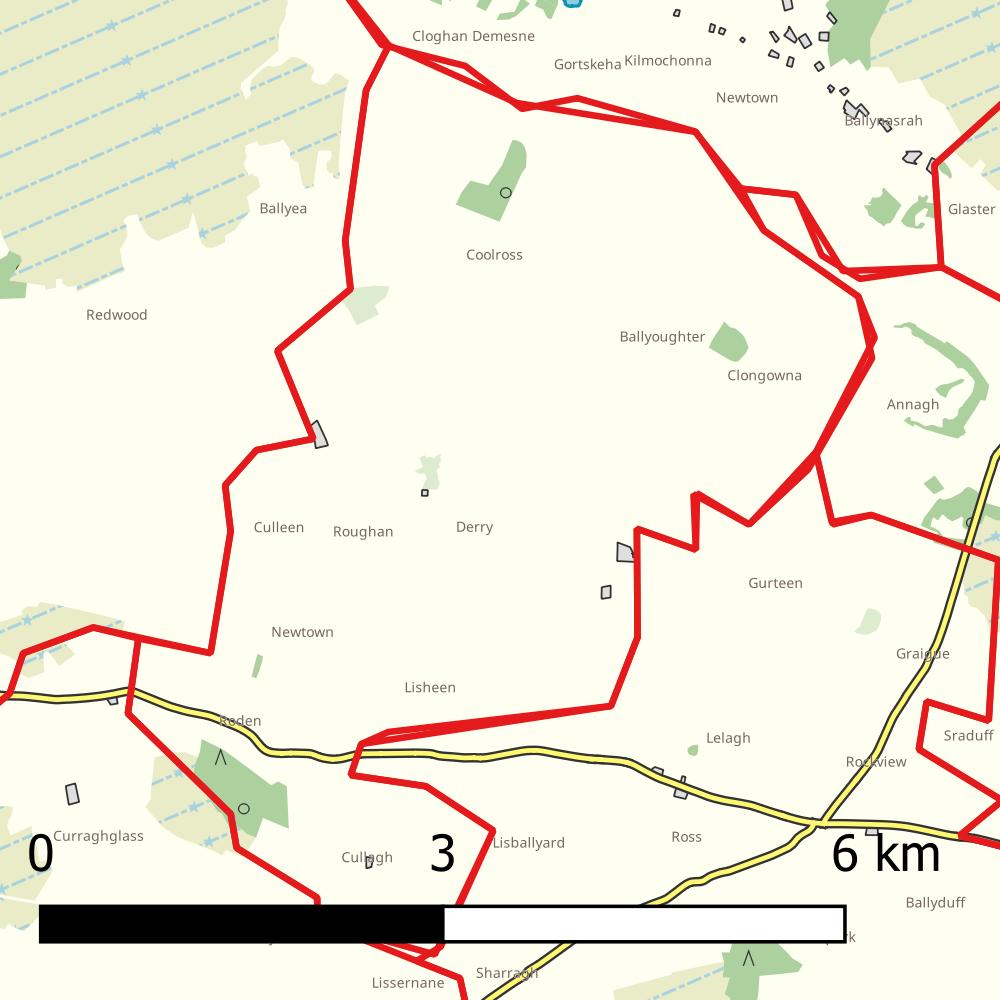 Cloghan Demesne
Gortskeha
Kilmochonna
Newtown
Ballynasrah
Ballyea
Glaster
Coolross
Redwood
Ballyoughter
Clongowna
Annagh
Culleen
Roughan
Derry
Gurteen
Newtown
Graigue
Lisheen
Roden
Lelagh
Sraduff
Rockview
Curraghglass
Ross
Lisballyard
Cullagh
0 3 6 km
Ballyduff
Sharragh
Lissernane